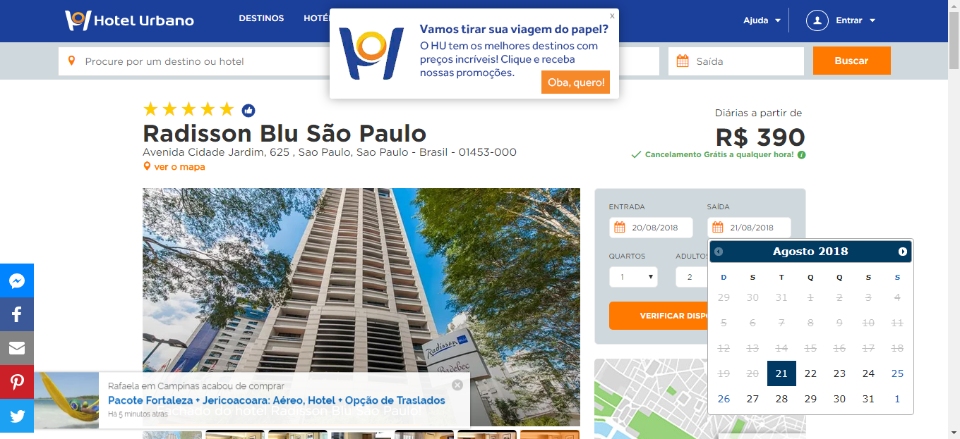 Hotel Urbano
DESTINOS
Ajuda
Entrar
x
Vamos tirar sua viagem do papel?
O HU tem os melhores destinos com
preços incríveis! Clique e receba
nossas promoções.
Oba, quero!
Procure por um destino ou hotel
Saída
Buscar
Radisson Blu São Paulo
Avenida Cidade Jardim, 625 , Sao Paulo, Sao Paulo - Brasil - 01453-000
ver o mapa
Diárias a partir de
R$ 390
Cancelamento Grátis a qualquer hora!
Radisson
ENTRADA
SAÍDA
20/08/2018
21/08/2018
QUARTOS
ADULTOS
1
2
VERIFICAR DISP
Agosto 2018
D S T Q Q S S
29 30 31 1 2 3 4
5 6 7 8 9 10 11
12 13 14 15 16 17 18
19 20 21 22 23 24 25
26 27 28 29 30 31 1
Rafaela em Campinas acabou de comprar
Pacote Fortaleza + Jericoacoara: Aéreo, Hotel + Opção de Traslados
Há 5 minutos atrás
do hotel Radisson Blu São Paulo